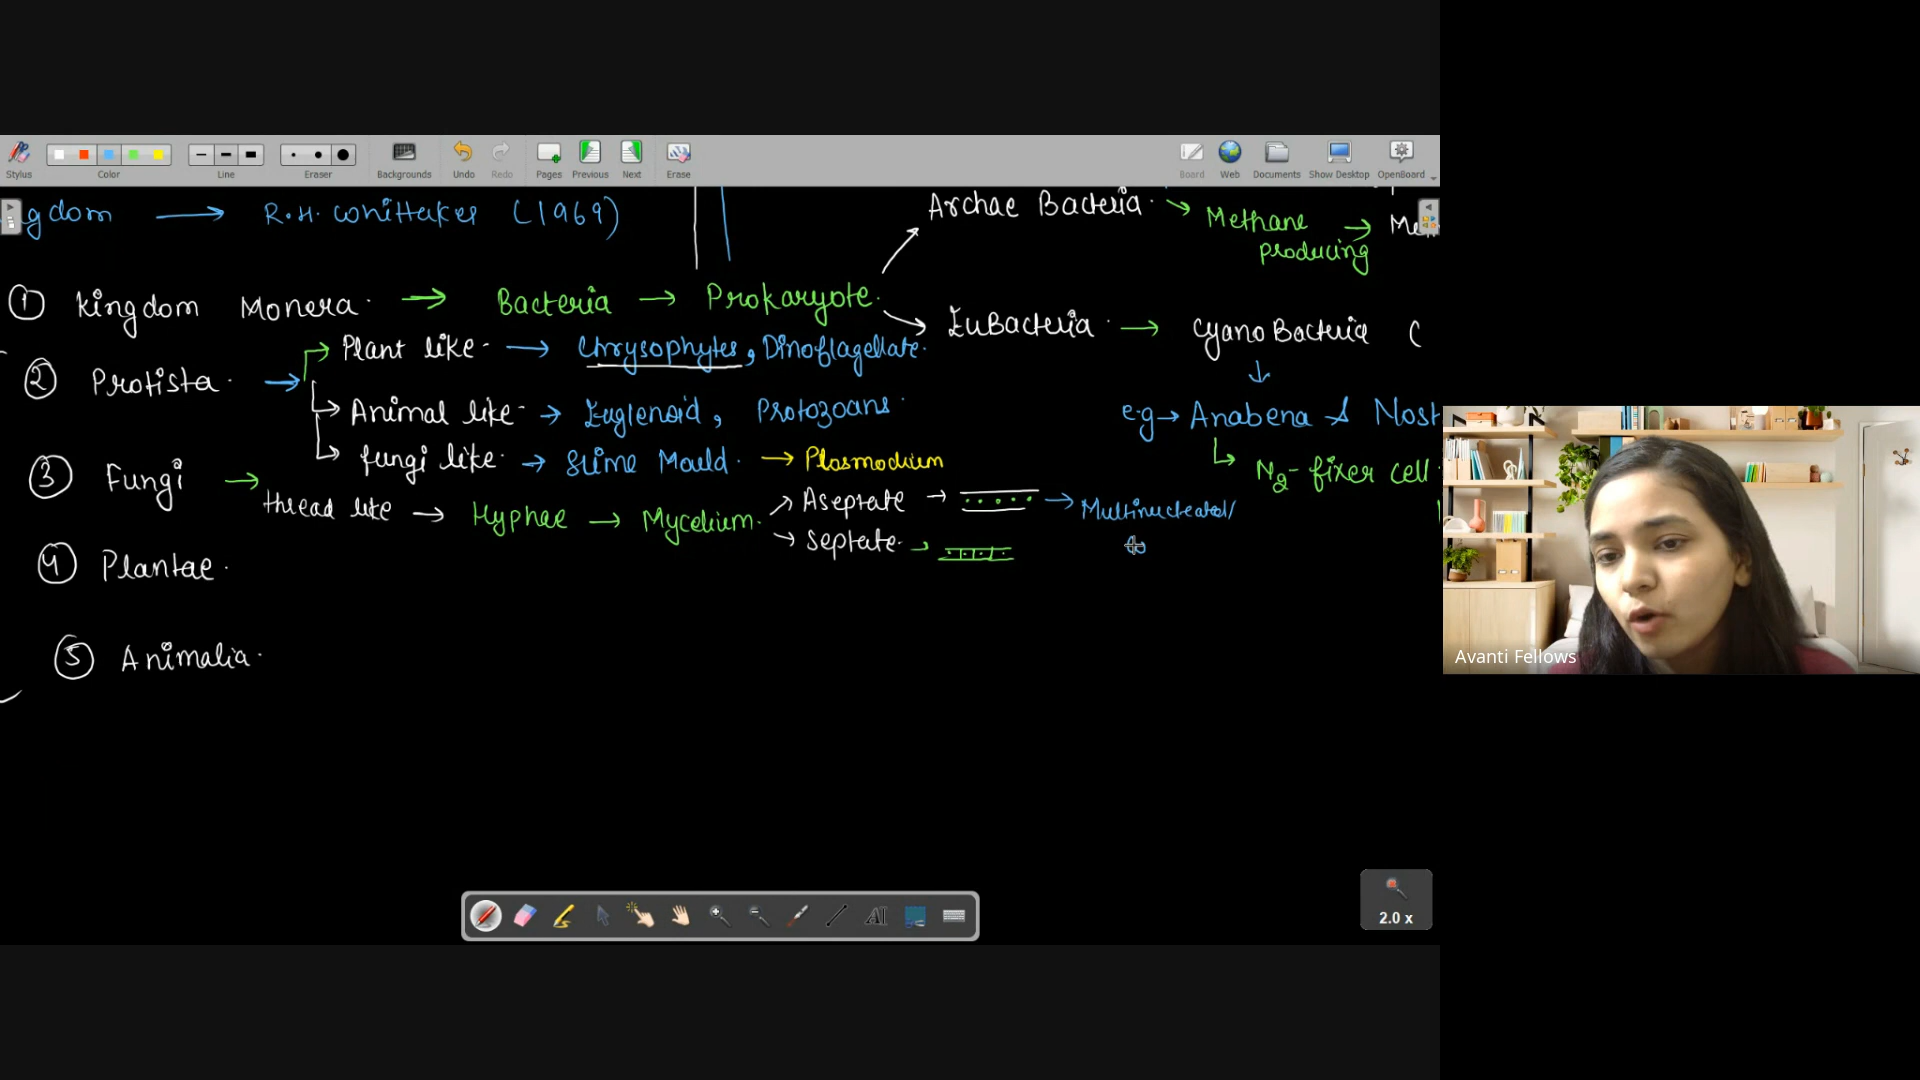 Stylus Color Line Eraser Backgrounds Undo Redo Pages Previous Next Erase Board Web Documents Show Desktop OpenBoard
gdom → R.H. Whittaker (1969)
Archae Bacteria. → Methane producing →
① Kingdom Monera. → Bacteria → Prokaryote.
EuBacteria. → Cyano Bacteria (
② Protista. → Plant like → Chrysophytes, Dinoflagellate.
Animal like → Euglenoid, Protozoans.
fungi like. → Slime Mould. → Plasmodium
e.g → Anabena & Nost
N2-fixer cell
③ Fungi → thread like → Hyphae → Mycelium. → Aseptate → → Multinucleated/
→ Septate. →
④ Plantae.
⑤ Animalia.
Avanti Fellows
2.0 x